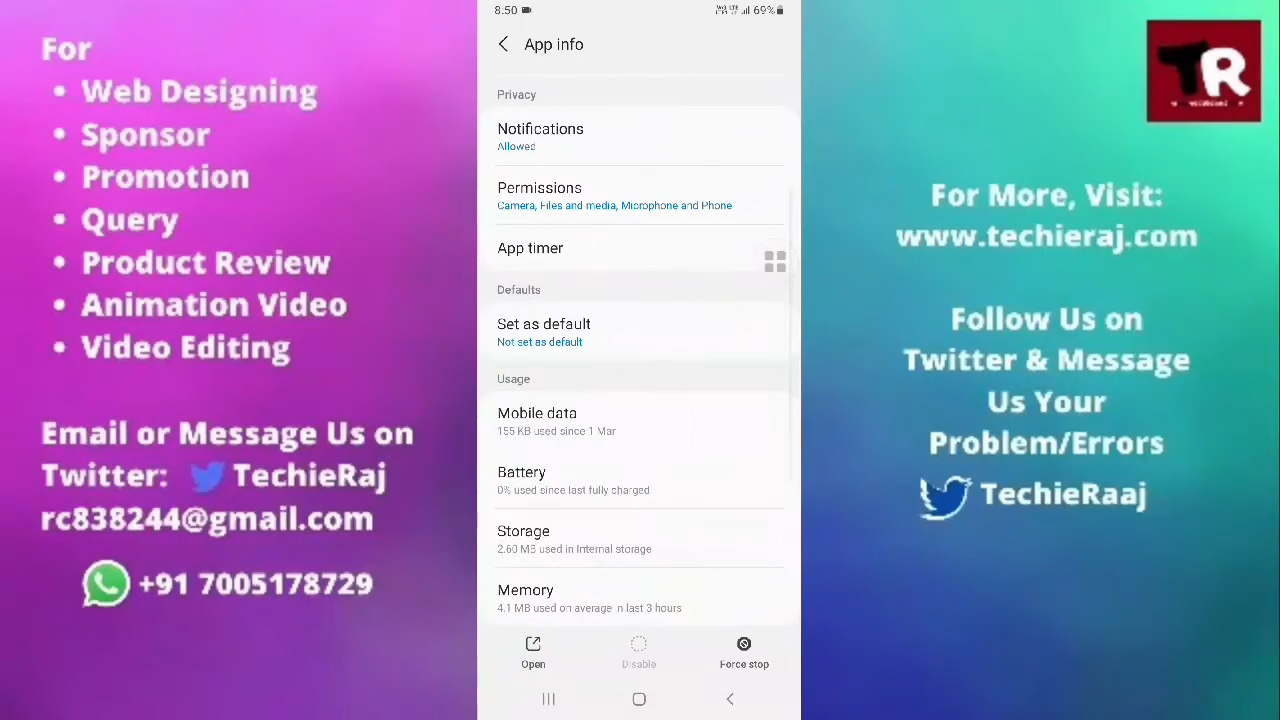 For
• Web Designing
• Sponsor
• Promotion
• Query
• Product Review
• Animation Video
• Video Editing
Email or Message Us on
Twitter: TechieRaj
rc838244@gmail.com
+91 7005178729
8:50
69%
App info
Privacy
Notifications
Allowed
Permissions
Camera, Files and media, Microphone and Phone
App timer
Defaults
Set as default
Not set as default
Usage
Mobile data
155 KB used since 1 Mar
Battery
0% used since last fully charged
Storage
2.60 MB used in Internal storage
Memory
4.1 MB used on average in last 3 hours
Open
Disable
Force stop
TR
For More, Visit:
www.techieraj.com
Follow Us on
Twitter & Message
Us Your
Problem/Errors
TechieRaaj